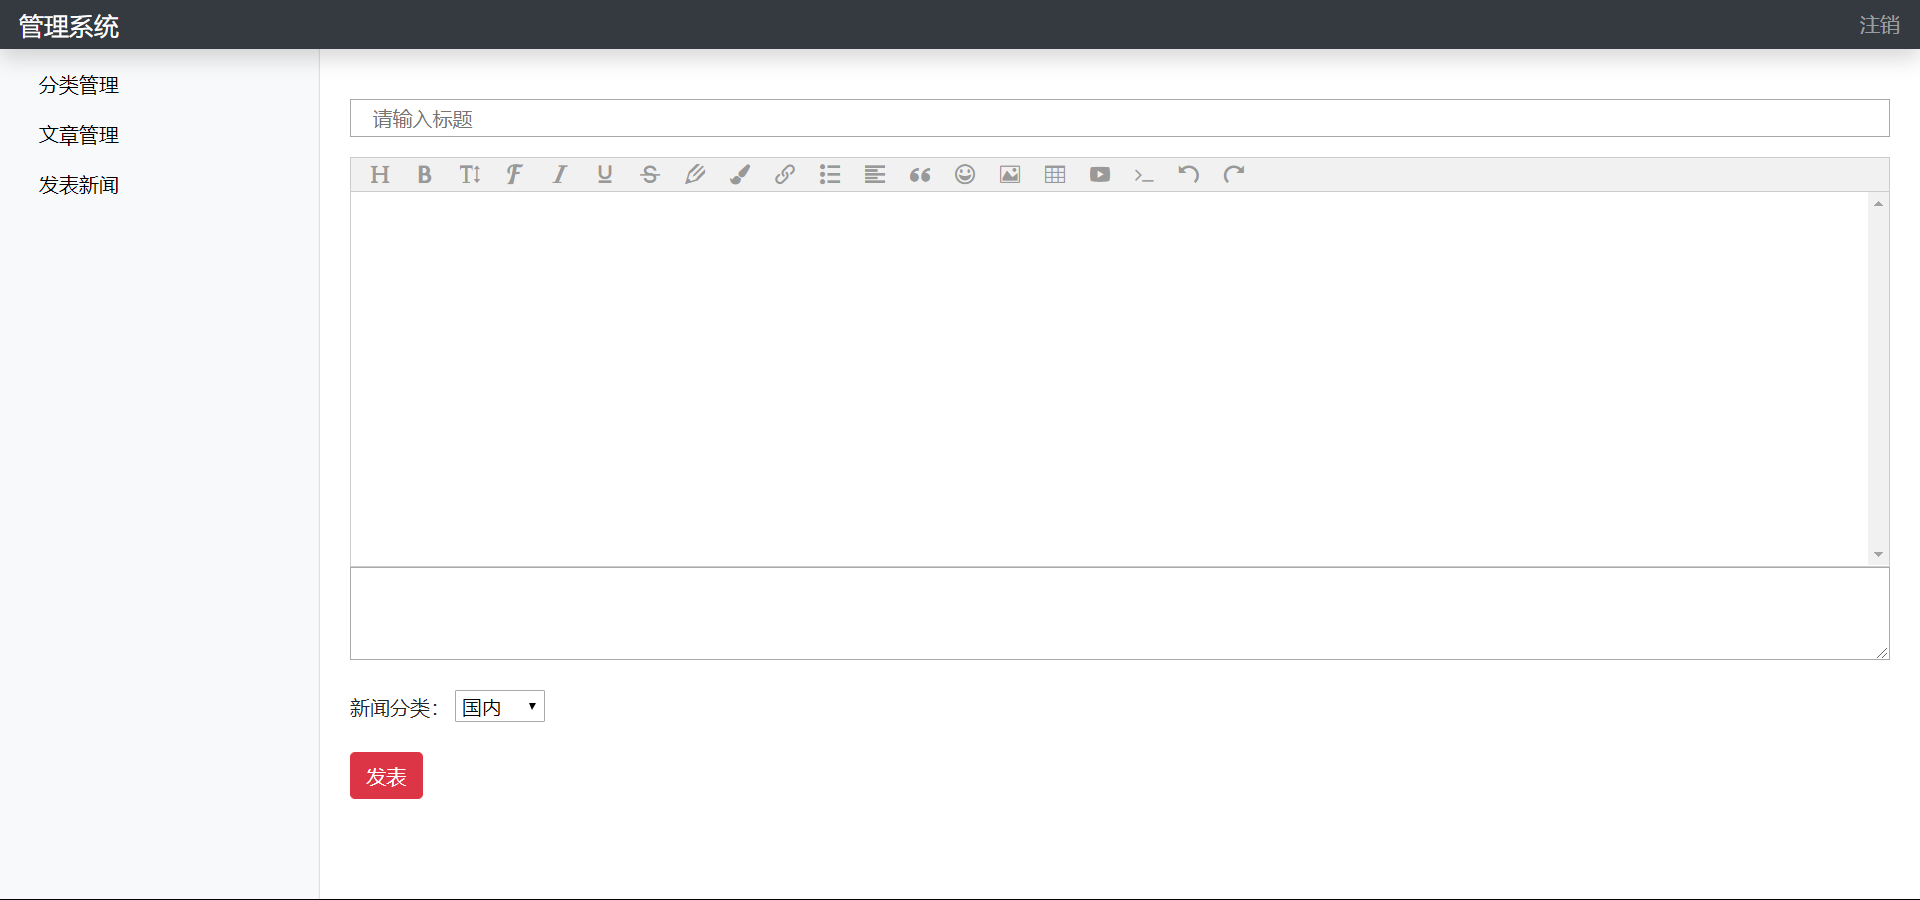 管理系统
注销
分类管理
文章管理
发表新闻
请输入标题
新闻分类：
国内
发表